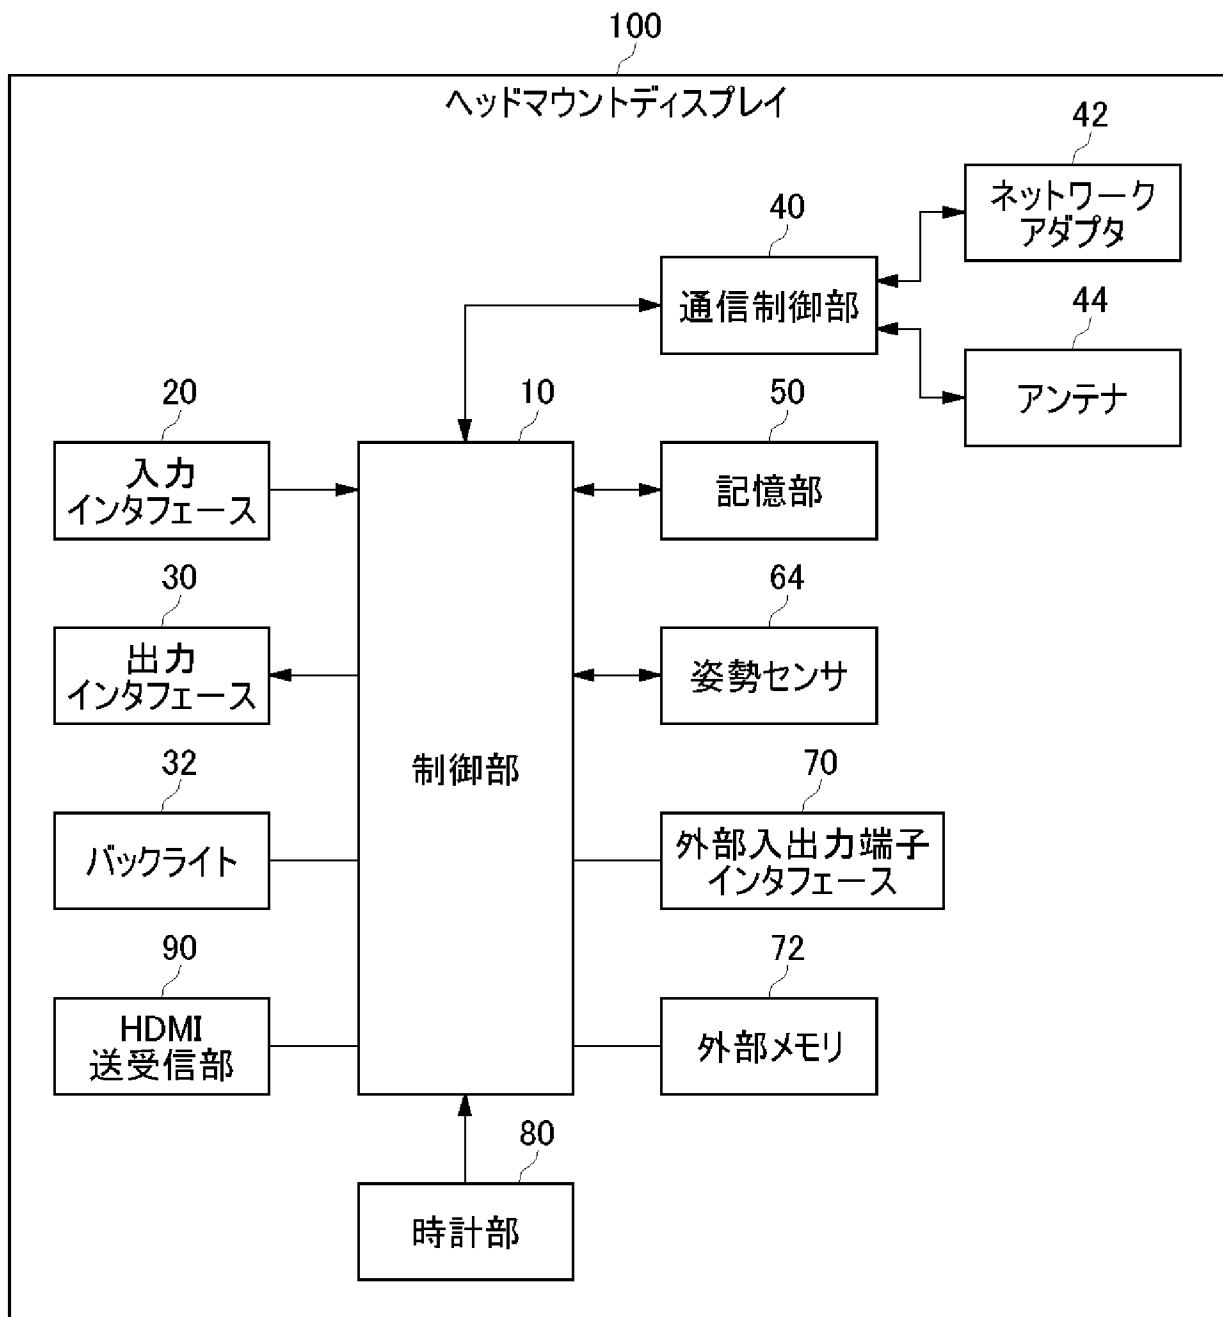 100
ヘッドマウントディスプレイ
42
ネットワーク
アダプタ
40
通信制御部
44
アンテナ
20
入力
インタフェース
10
制御部
50
記憶部
30
出力
インタフェース
64
姿勢センサ
32
バックライト
70
外部入出力端子
インタフェース
90
HDMI
送受信部
72
外部メモリ
80
時計部